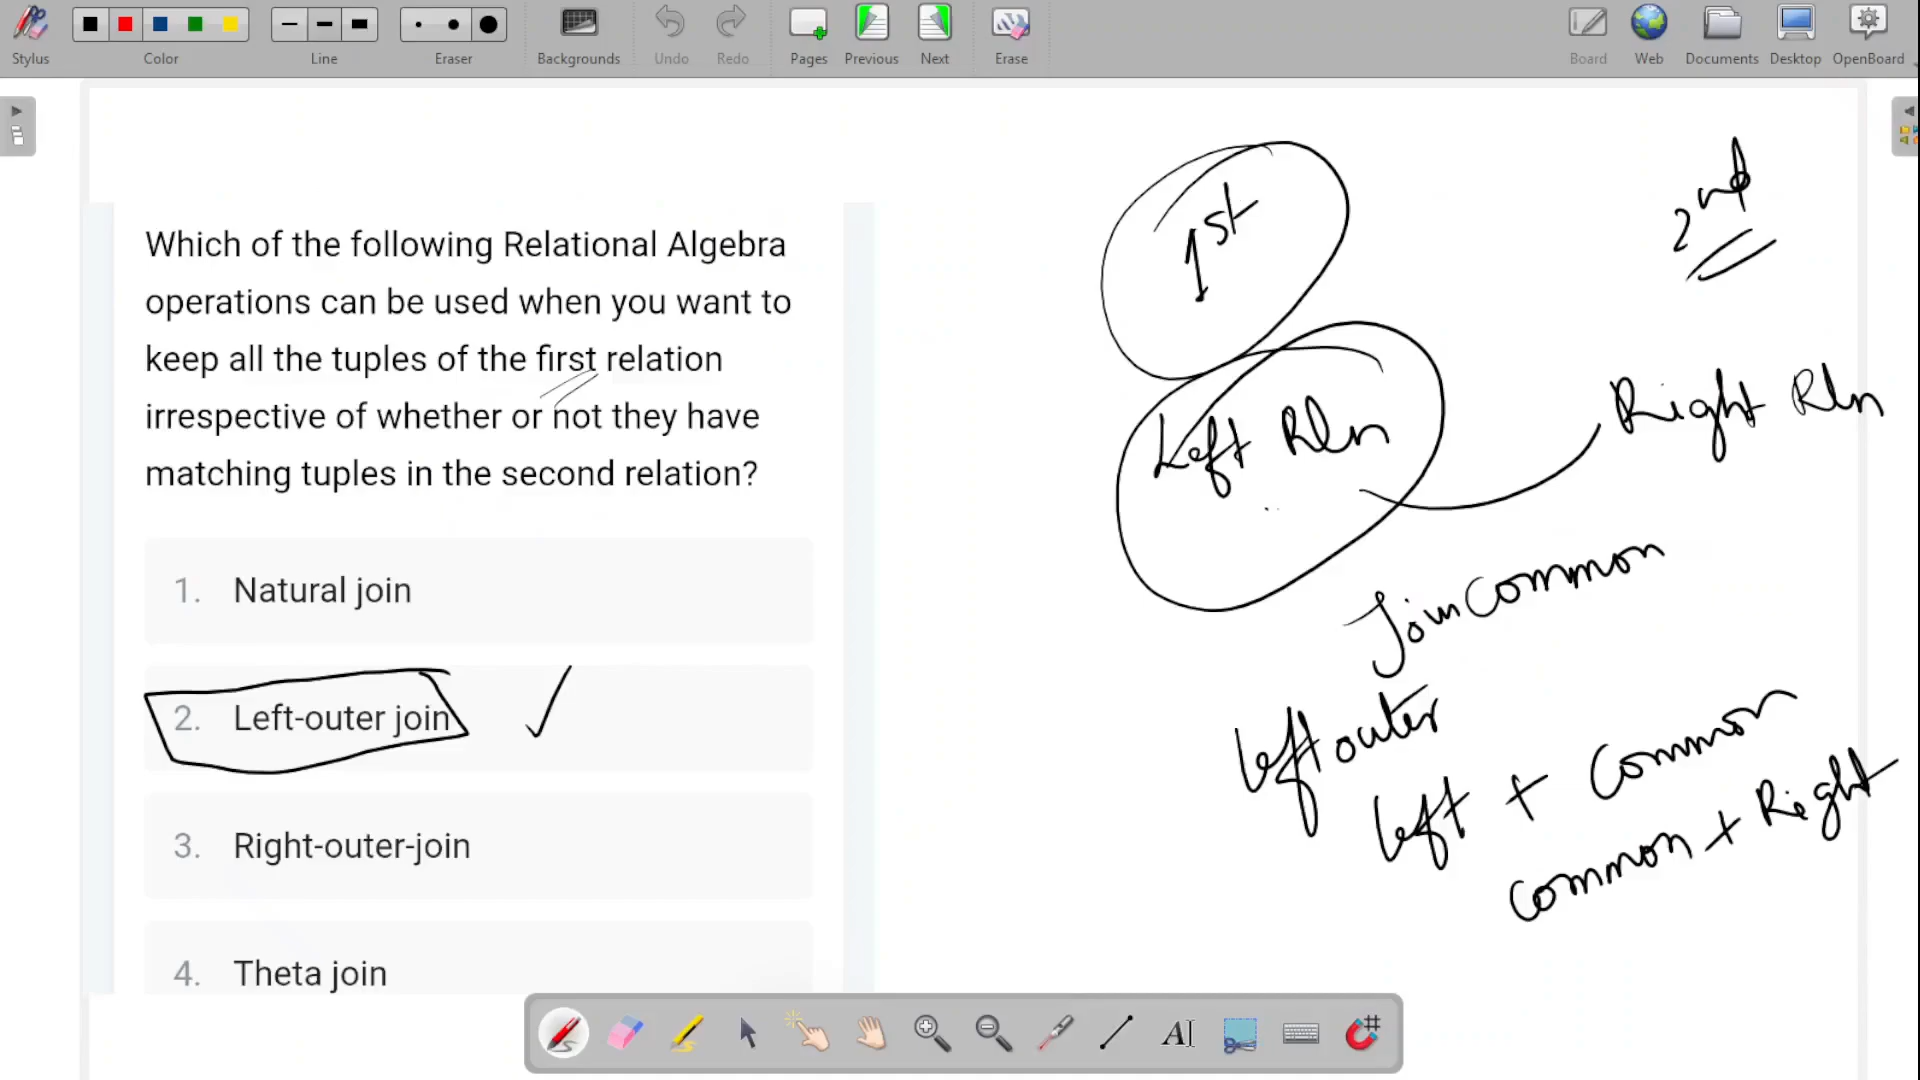 Stylus
Color
Line
Eraser
Backgrounds
Undo
Redo
Pages
Previous
Next
Erase
Board
Web
Documents
Desktop
OpenBoard
Which of the following Relational Algebra
operations can be used when you want to
keep all the tuples of the first relation
irrespective of whether or not they have
matching tuples in the second relation?
1. Natural join
2. Left-outer join
3. Right-outer-join
4. Theta join
1st
2nd
Left Rln
Right Rln
Join Common
left outer
left + Common
Common + Right